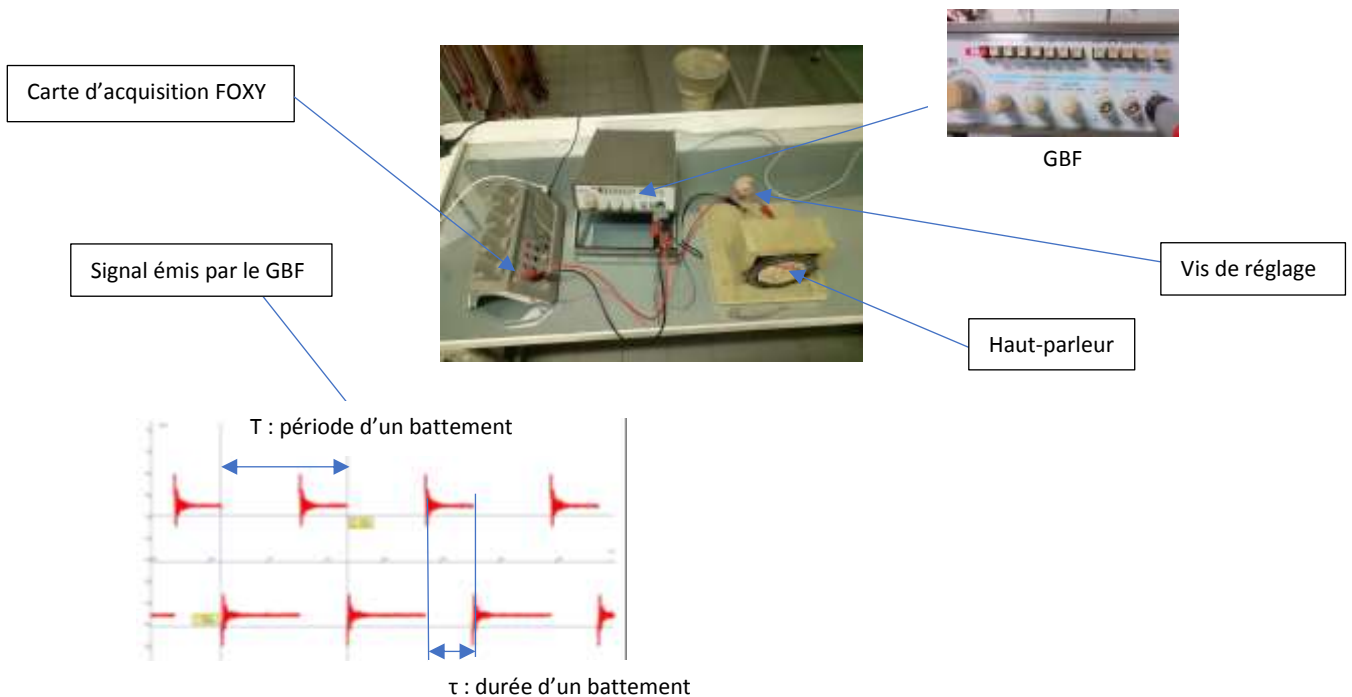 Carte d'acquisition FOXY
GBF
Signal émis par le GBF
Vis de réglage
Haut-parleur
T : période d'un battement
τ : durée d'un battement